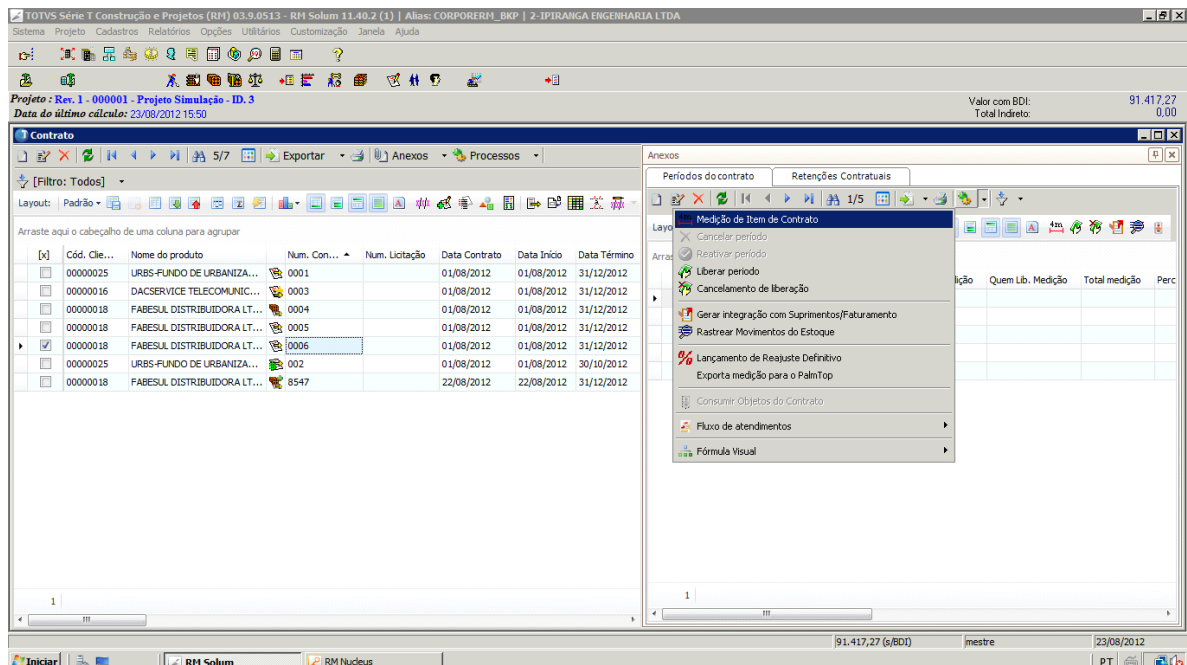 TOTVS Série T Construção e Projetos (RM) 03.9.0513 - RM Solum 11.40.2 (1) | Alias: CORPORERM_BKP | 2-IPIRANGA ENGENHARIA LTDA
Sistema Projeto Cadastros Relatórios Opções Utilitários Customização Janela Ajuda
Projeto : Rev. 1 - 000001 - Projeto Simulação - ID. 3
Valor com BDI: 91.417,27
Data do último cálculo: 23/08/2012 15:50
Total Indireto: 0,00
Contrato
5/7 Exportar Anexos Processos
[Filtro: Todos]
Layout: Padrão
Arraste aqui o cabeçalho de uma coluna para agrupar
[x] Cód. Clie... Nome do produto Num. Con... Num. Licitação Data Contrato Data Início Data Término
00000025 URBS-FUNDO DE URBANIZA... 0001 01/08/2012 01/08/2012 31/12/2012
00000016 DACSERVICE TELECOMUNIC... 0003 01/08/2012 01/08/2012 31/12/2012
00000018 FABESUL DISTRIBUIDORA LT... 0004 01/08/2012 01/08/2012 31/12/2012
00000018 FABESUL DISTRIBUIDORA LT... 0005 01/08/2012 01/08/2012 31/12/2012
00000018 FABESUL DISTRIBUIDORA LT... 0006 01/08/2012 01/08/2012 31/12/2012
00000025 URBS-FUNDO DE URBANIZA... 002 01/08/2012 01/08/2012 30/10/2012
00000018 FABESUL DISTRIBUIDORA LT... 8547 22/08/2012 22/08/2012 31/12/2012
1
Anexos
Períodos do contrato Retenções Contratuais
1/5
Layo
Arras
dição Quem Lib. Medição Total medição Perc
Medição de Item de Contrato
Cancelar período
Reativar período
Liberar periodo
Cancelamento de liberação
Gerar integração com Suprimentos/Faturamento
Rastrear Movimentos do Estoque
Lançamento de Reajuste Definitivo
Exporta medição para o PalmTop
Consumir Objetos do Contrato
Fluxo de atendimentos
Fórmula Visual
1
91.417,27 (s/BDI) mestre 23/08/2012
Iniciar RM Solum RM Nucleus PT